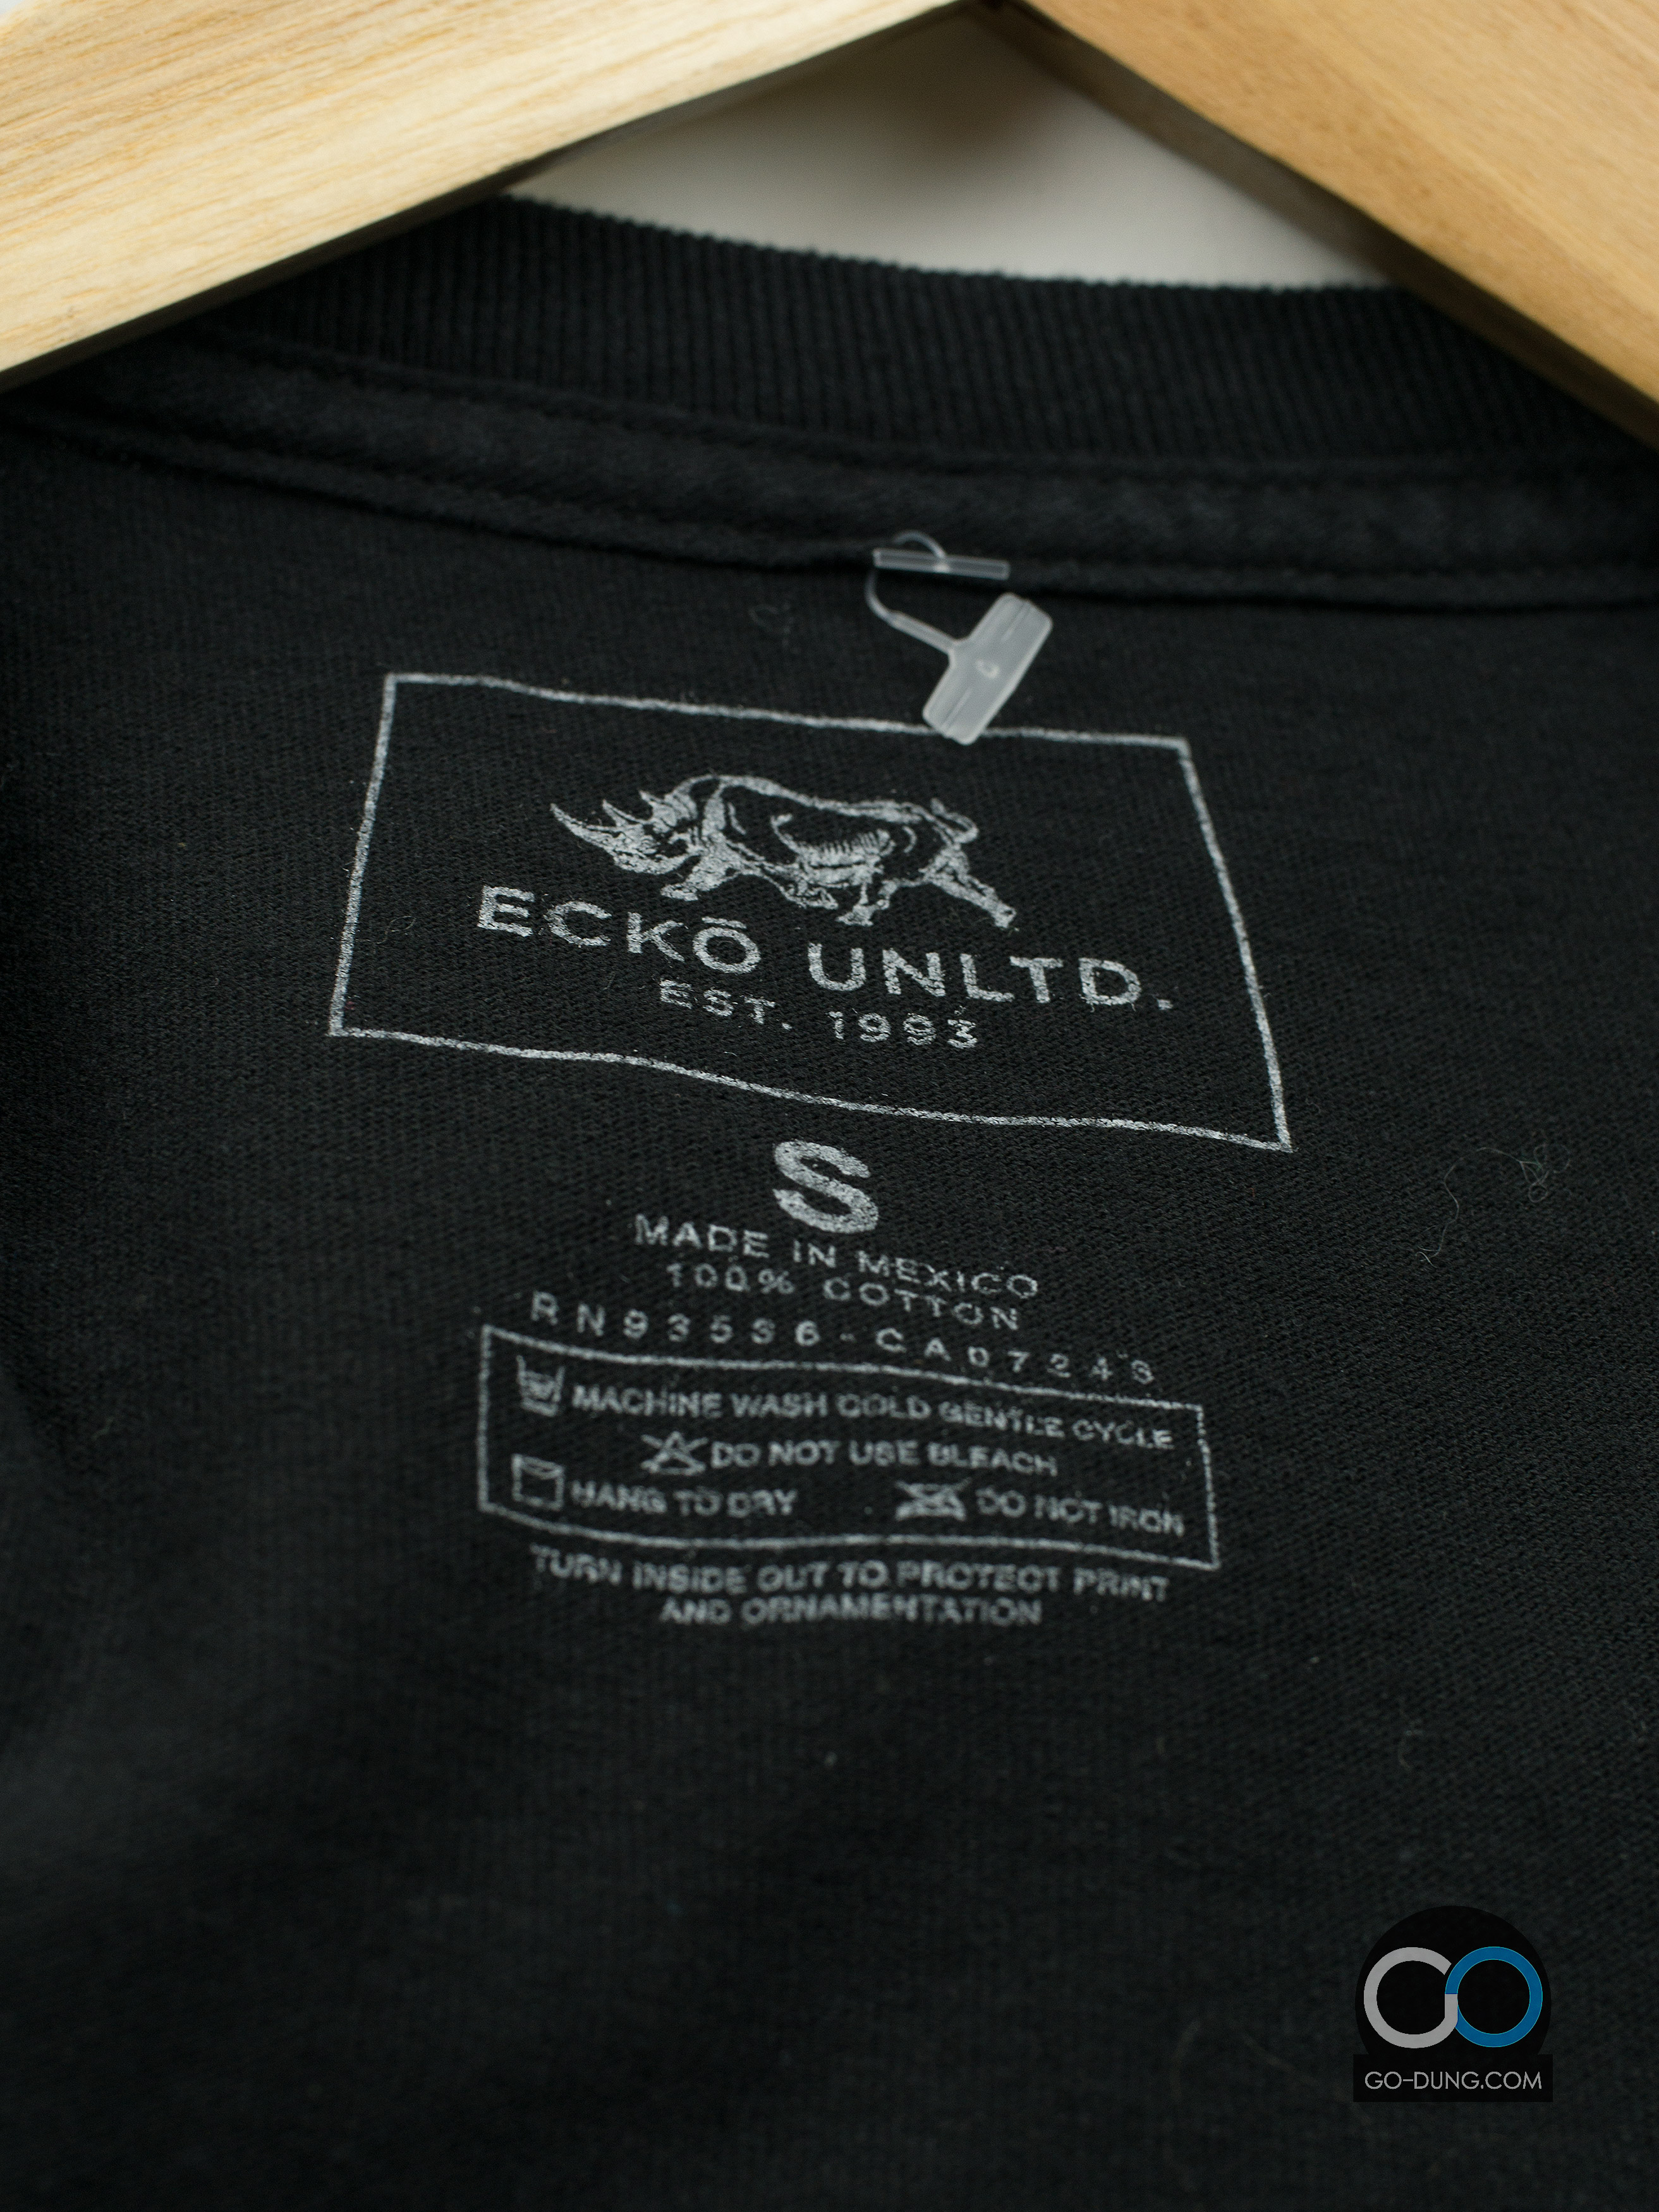 ECKŌ UNLTD.
EST. 1993
S
MADE IN MEXICO
100% COTTON
RN93536-CA07243
MACHINE WASH COLD GENTLE CYCLE
DO NOT USE BLEACH
HANG TO DRY DO NOT IRON
TURN INSIDE OUT TO PROTECT PRINT
AND ORNAMENTATION
GO
GO-DUNG.COM